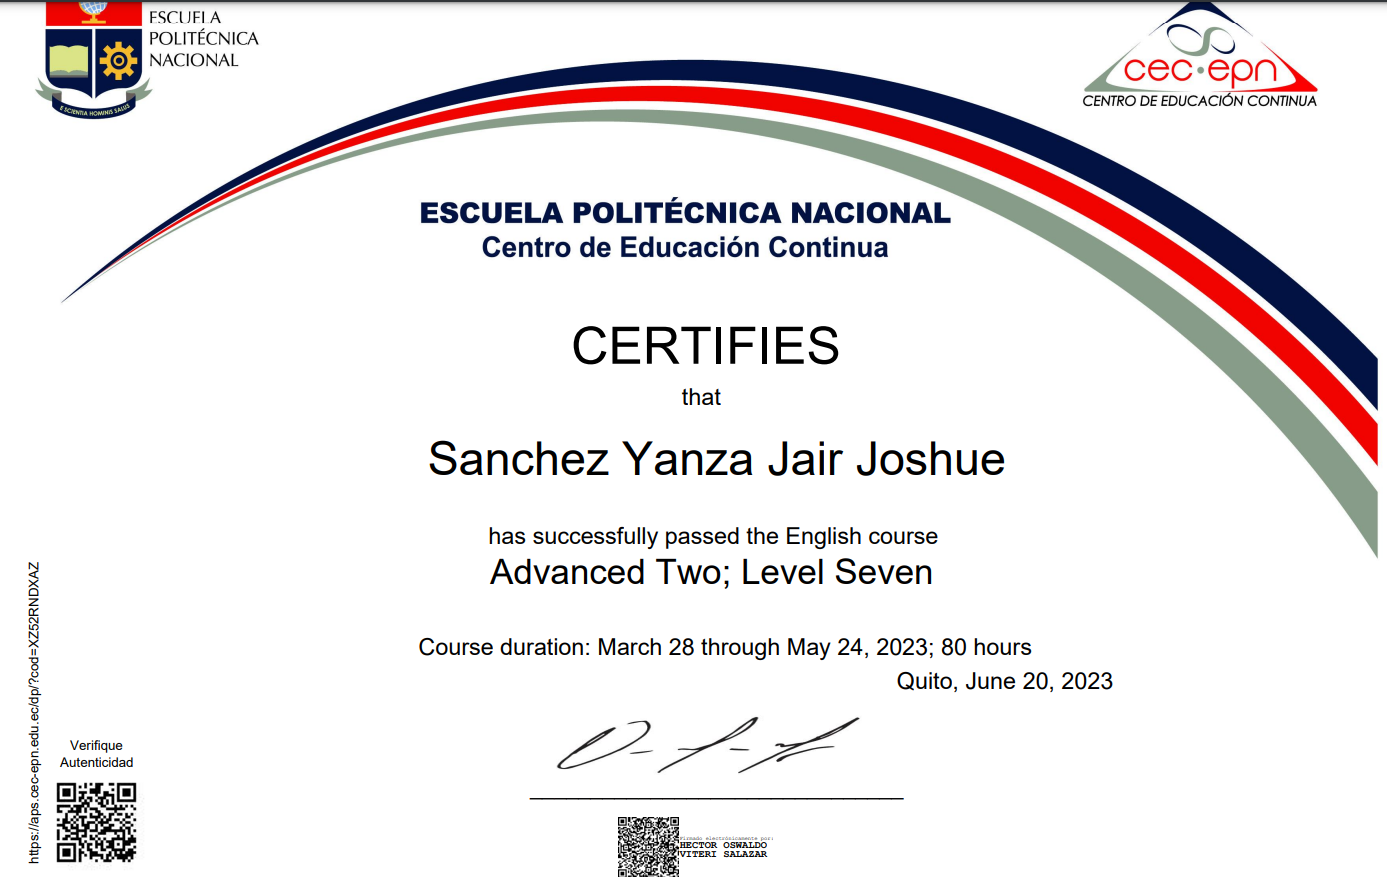 ESCUELA
POLITÉCNICA
NACIONAL
E SCIENTIA HOMINIS SALUS
cec·epn
CENTRO DE EDUCACIÓN CONTINUA
ESCUELA POLITÉCNICA NACIONAL
Centro de Educación Continua
CERTIFIES
that
Sanchez Yanza Jair Joshue
has successfully passed the English course
Advanced Two; Level Seven
Course duration: March 28 through May 24, 2023; 80 hours
Quito, June 20, 2023
https://aps.cec-epn.edu.ec/dp/?cod=XZ52RNDXAZ
Verifique
Autenticidad
Firmado electrónicamente por:
HECTOR OSWALDO
VITERI SALAZAR